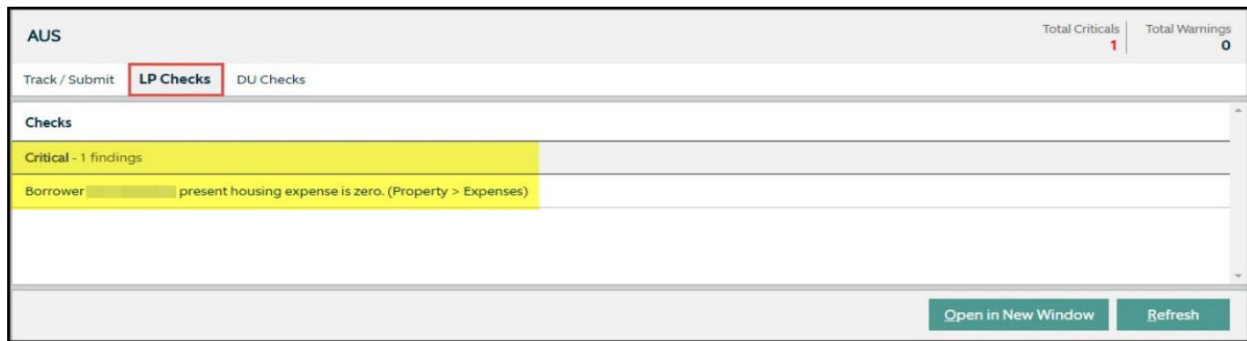 AUS
Total Criticals
1
Total Warnings
0
Track / Submit LP Checks DU Checks
Checks
Critical - 1 findings
Borrower present housing expense is zero. (Property > Expenses)
Open in New Window Refresh